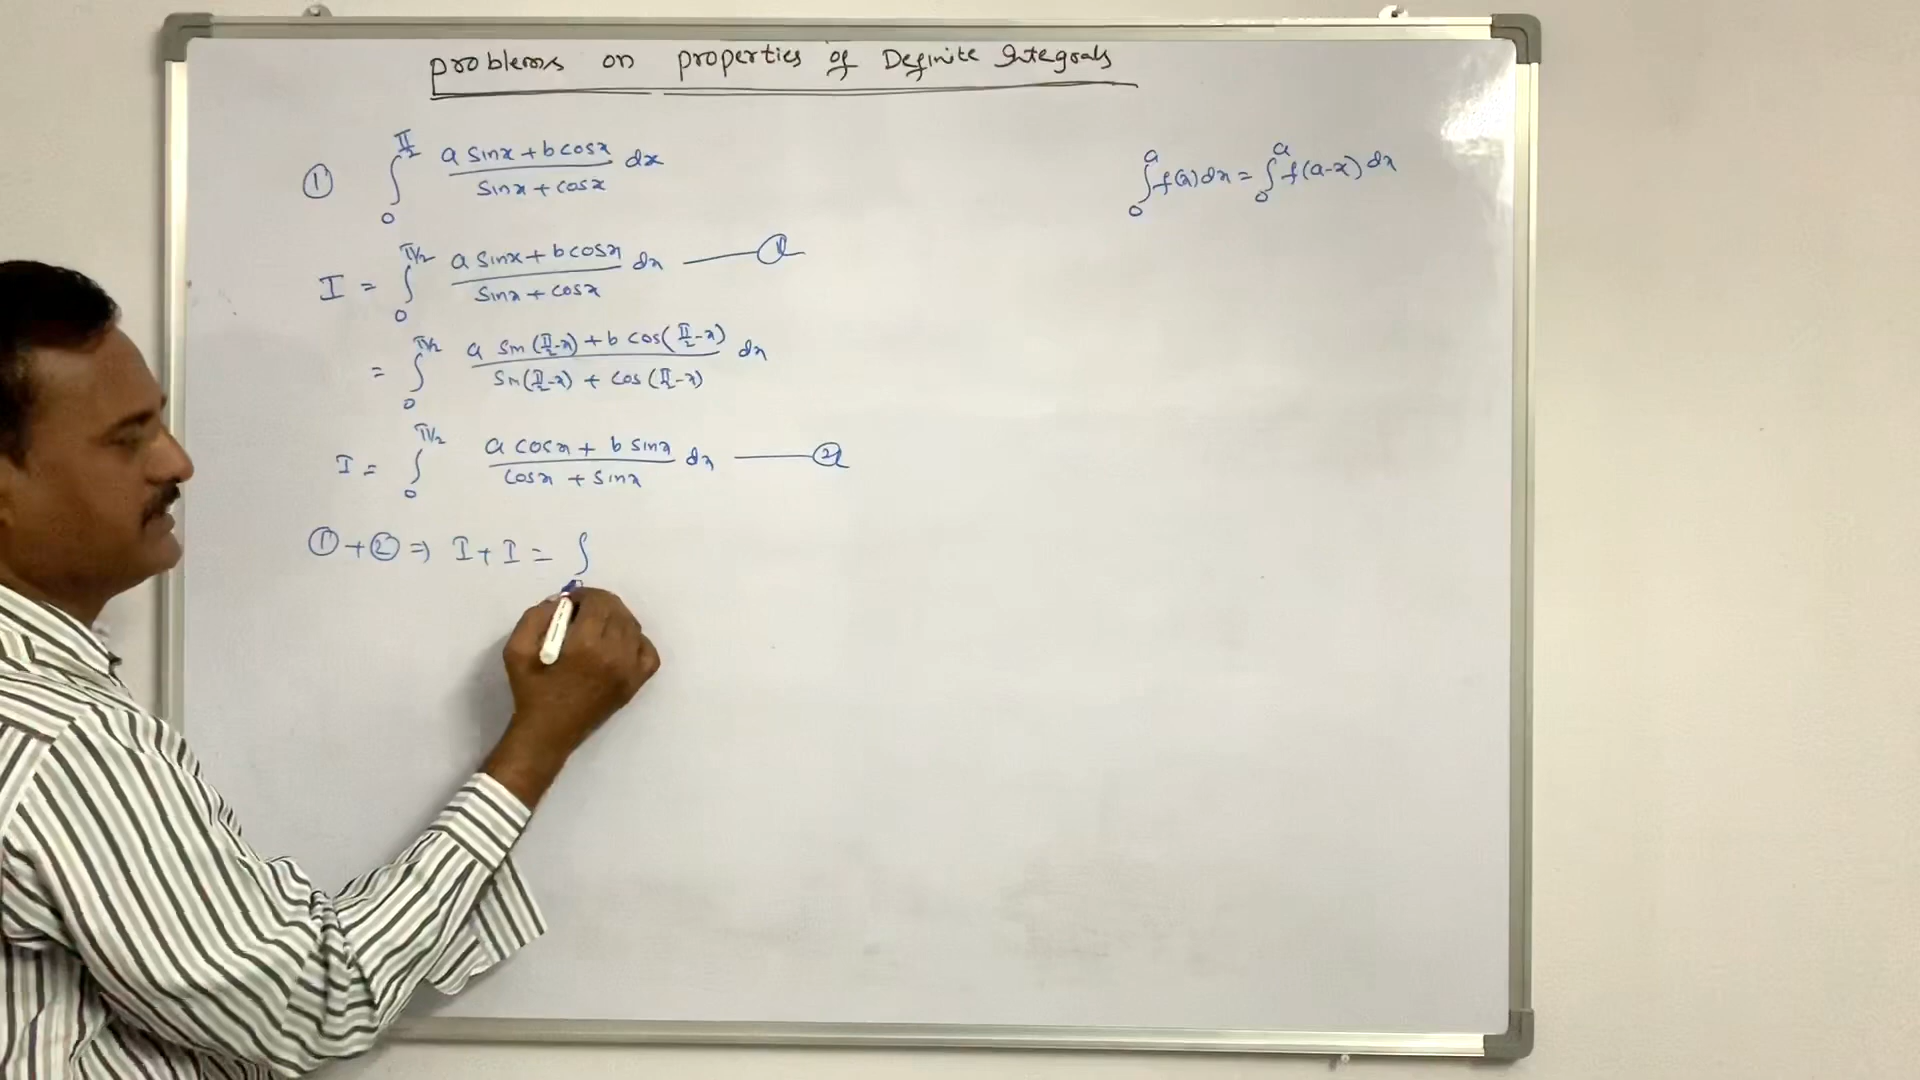 problems on properties of Definite Integrals
① ∫₀^(π/2) (a sinx + b cosx)/(sinx + cosx) dx
∫₀^a f(x) dx = ∫₀^a f(a-x) dx
I = ∫₀^(π/2) (a sinx + b cosx)/(sinx + cosx) dx —— ①
= ∫₀^(π/2) (a sin(π/2-x) + b cos(π/2-x))/(sin(π/2-x) + cos(π/2-x)) dx
I = ∫₀^(π/2) (a cosx + b sinx)/(cosx + sinx) dx —— ②
① + ② ⇒ I + I = ∫